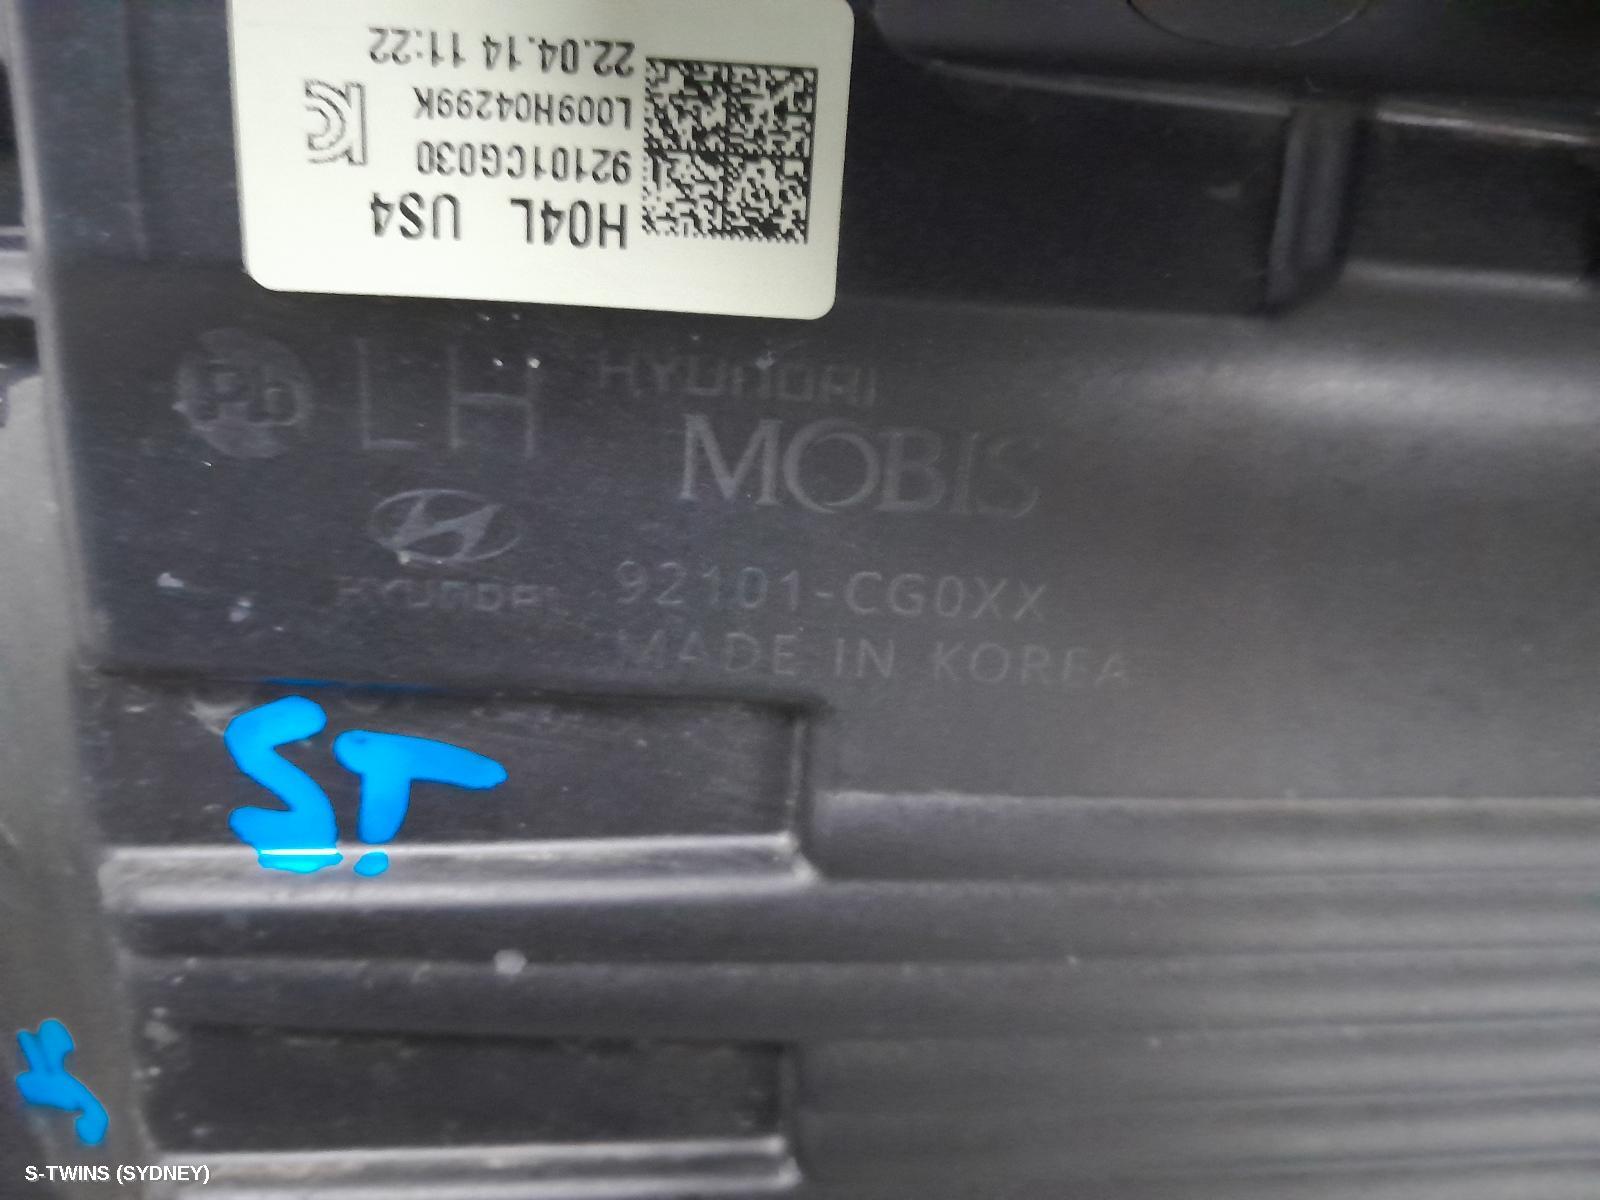 H04L US4
92101CG030
L009H04299K
22.04.14 11:22
Pb LH HYUNDAI
MOBIS
HYUNDAI 92101-CG0XX
MADE IN KOREA
ST
S-TWINS (SYDNEY)